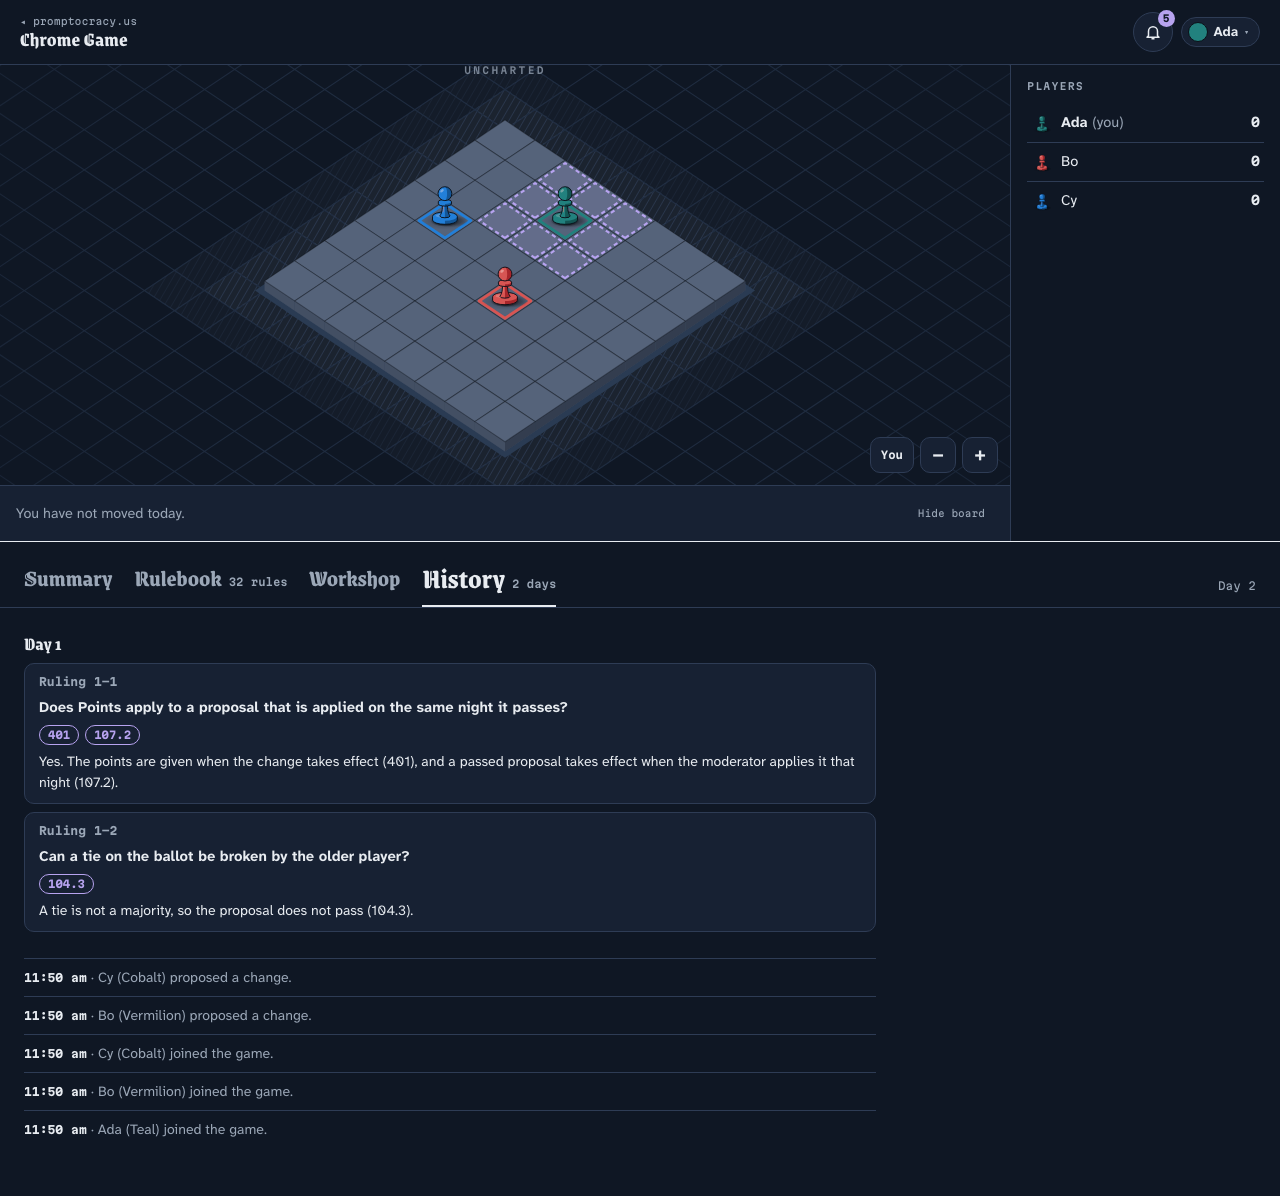 ◂ promptocracy.us
Chrome Game
5
Ada ▾
UNCHARTED
PLAYERS
Ada (you) 0
Bo 0
Cy 0
You − +
You have not moved today.
Hide board
Summary Rulebook 32 rules Workshop History 2 days
Day 2
Day 1
Ruling 1–1
Does Points apply to a proposal that is applied on the same night it passes?
401 107.2
Yes. The points are given when the change takes effect (401), and a passed proposal takes effect when the moderator applies it that
night (107.2).
Ruling 1–2
Can a tie on the ballot be broken by the older player?
104.3
A tie is not a majority, so the proposal does not pass (104.3).
11:50 am · Cy (Cobalt) proposed a change.
11:50 am · Bo (Vermilion) proposed a change.
11:50 am · Cy (Cobalt) joined the game.
11:50 am · Bo (Vermilion) joined the game.
11:50 am · Ada (Teal) joined the game.